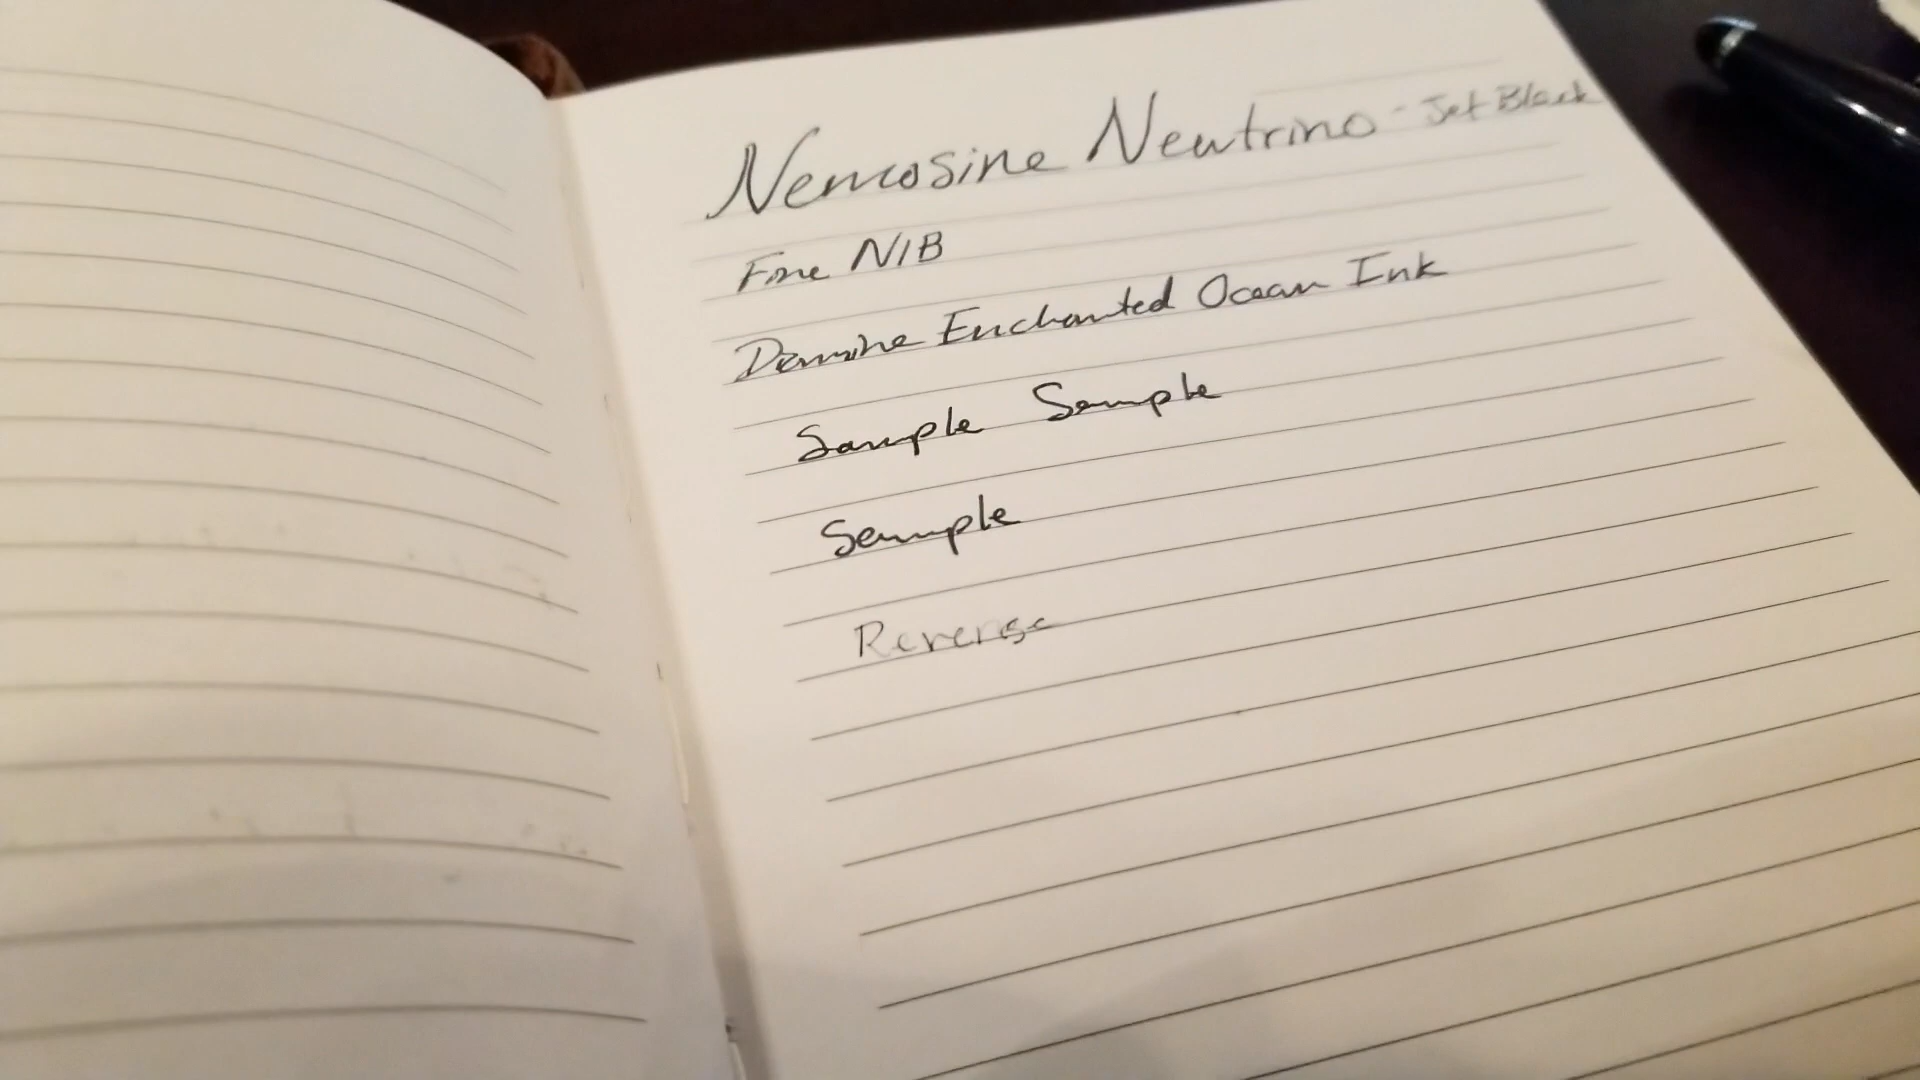 Nemosine Neutrino - Jet Black
Fine NIB
Diamine Enchanted Ocean Ink
Sample Sample
Sample
Reverse